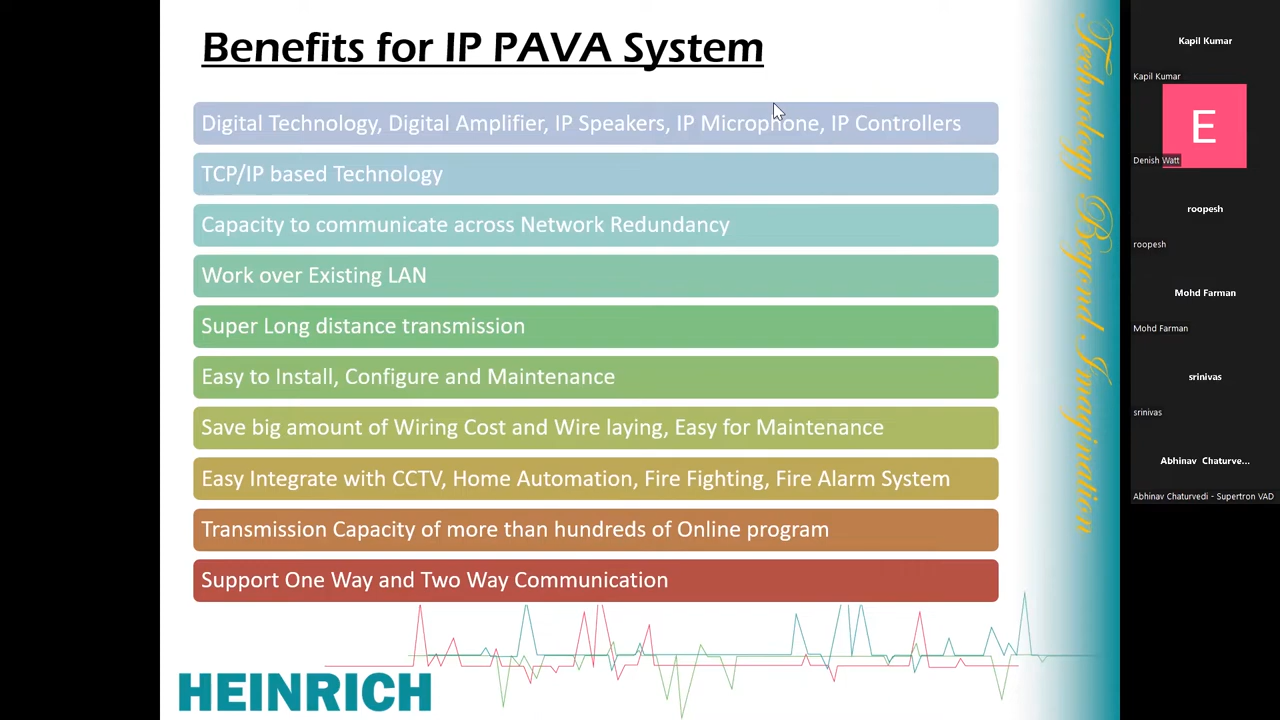 Benefits for IP PAVA System
Digital Technology, Digital Amplifier, IP Speakers, IP Microphone, IP Controllers
TCP/IP based Technology
Capacity to communicate across Network Redundancy
Work over Existing LAN
Super Long distance transmission
Easy to Install, Configure and Maintenance
Save big amount of Wiring Cost and Wire laying, Easy for Maintenance
Easy Integrate with CCTV, Home Automation, Fire Fighting, Fire Alarm System
Transmission Capacity of more than hundreds of Online program
Support One Way and Two Way Communication
HEINRICH
Technology Beyond Imagination
Kapil Kumar
Kapil Kumar
E
Denish Watt
roopesh
roopesh
Mohd Farman
Mohd Farman
srinivas
srinivas
Abhinav Chaturve...
Abhinav Chaturvedi - Supertron VAD